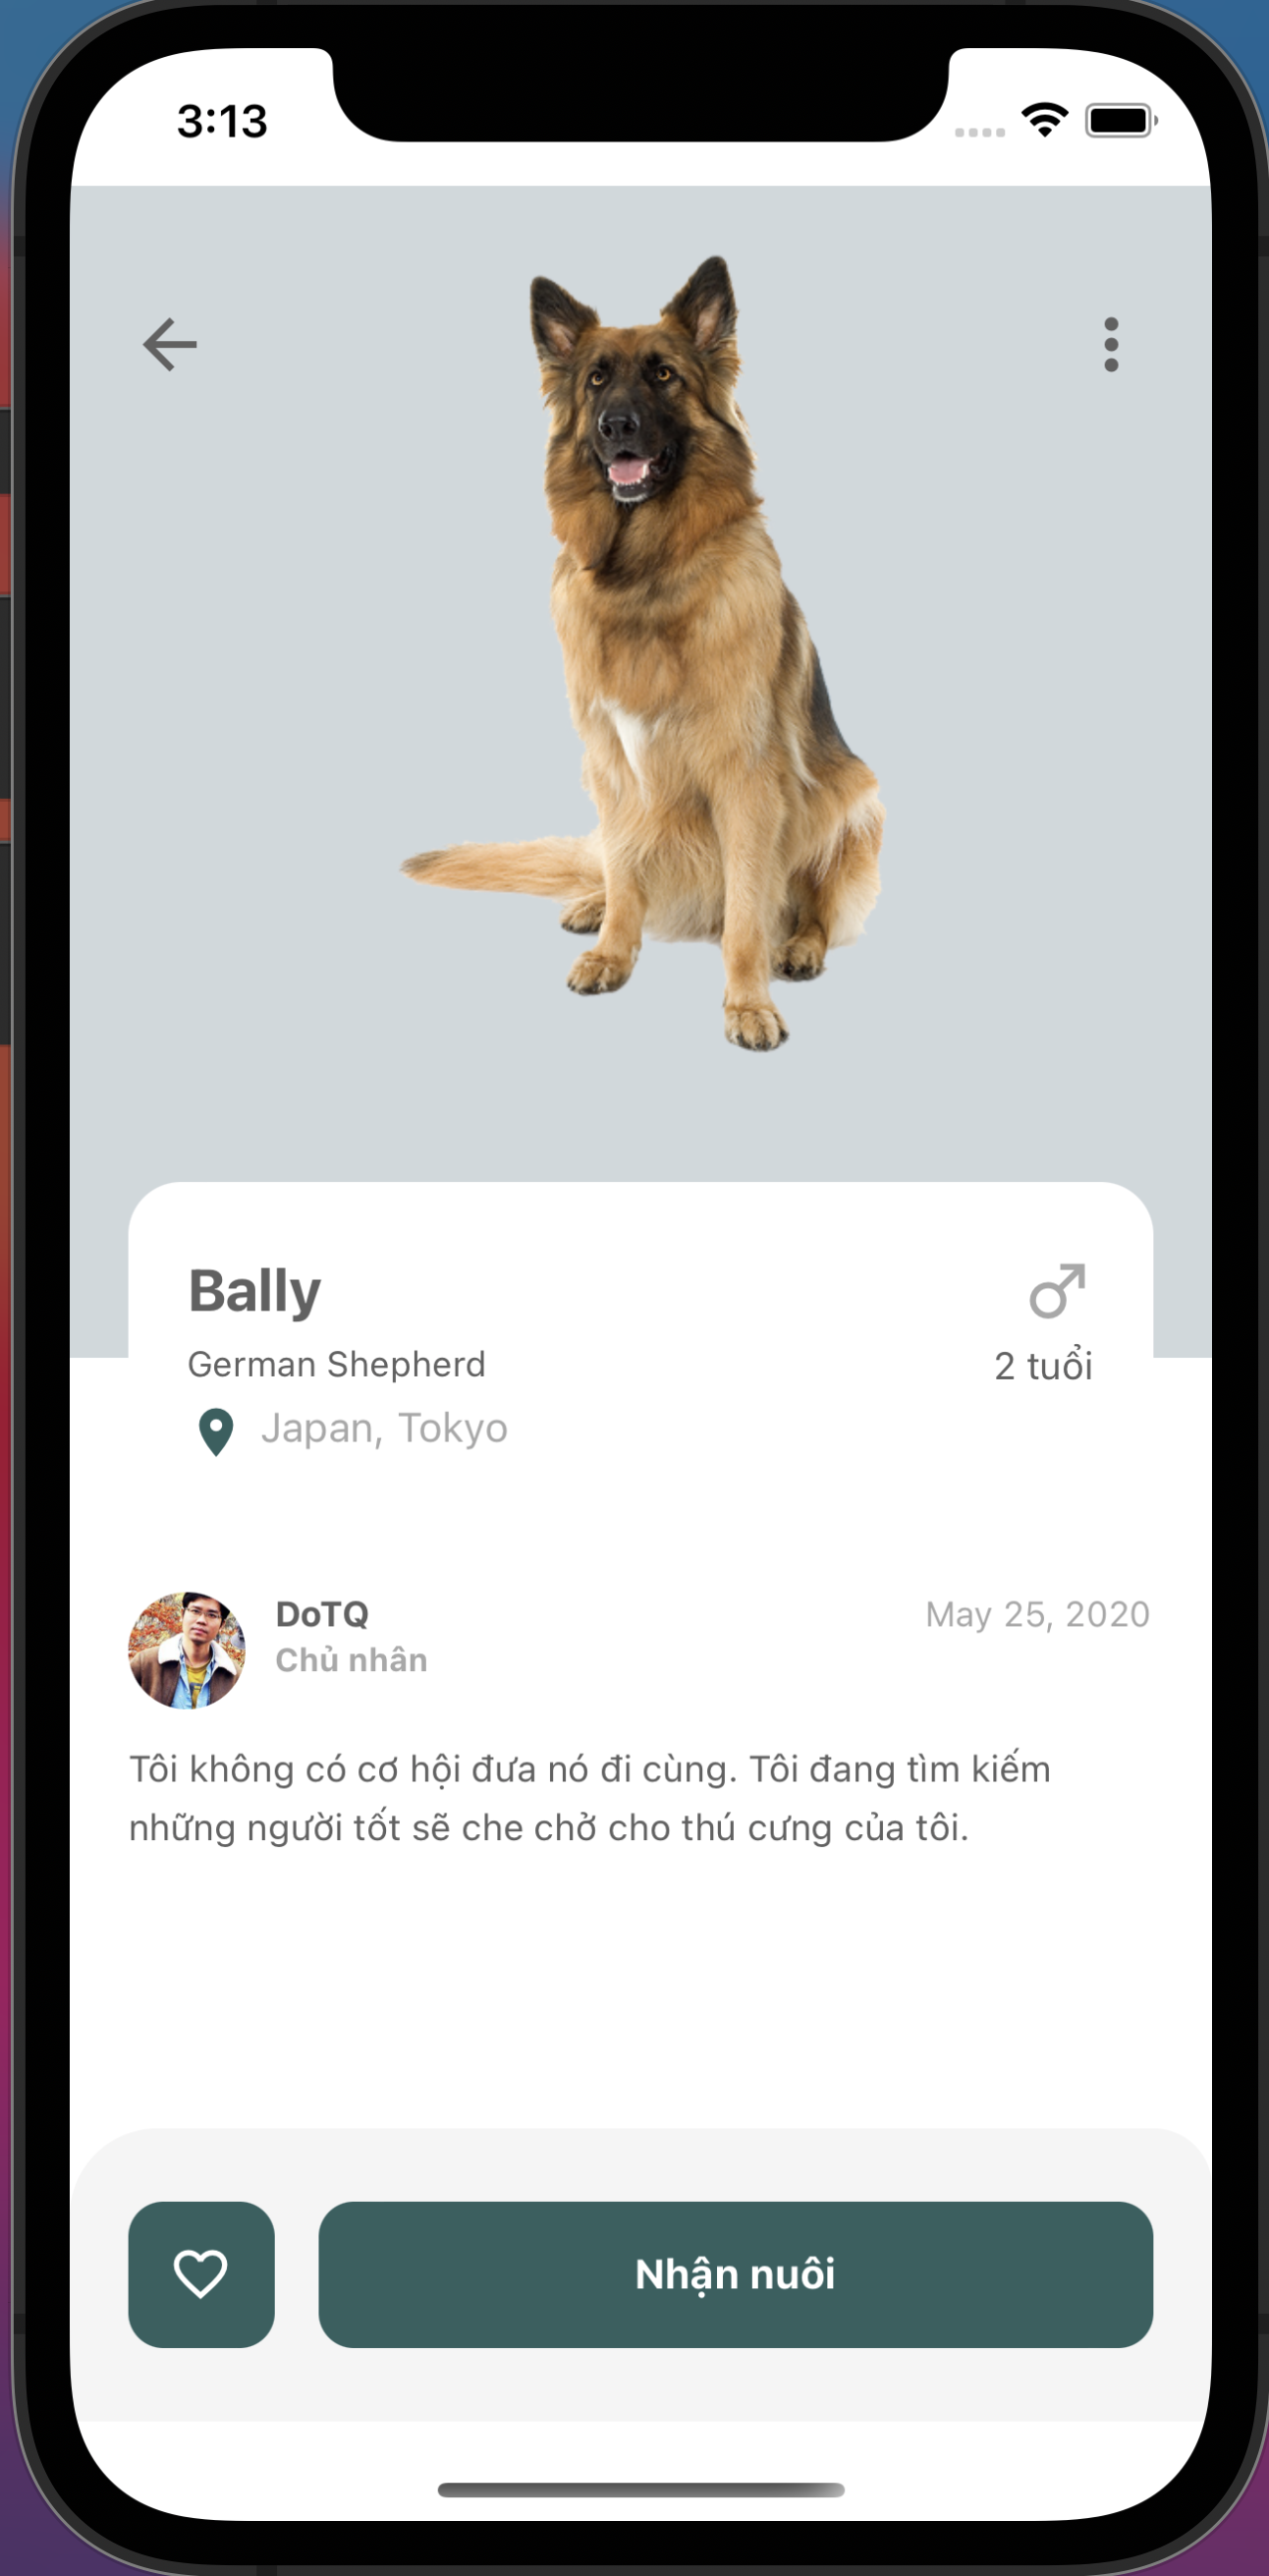 3:13
Bally
German Shepherd
2 tuổi
Japan, Tokyo
DoTQ
May 25, 2020
Chủ nhân
Tôi không có cơ hội đưa nó đi cùng. Tôi đang tìm kiếm
những người tốt sẽ che chở cho thú cưng của tôi.
Nhận nuôi